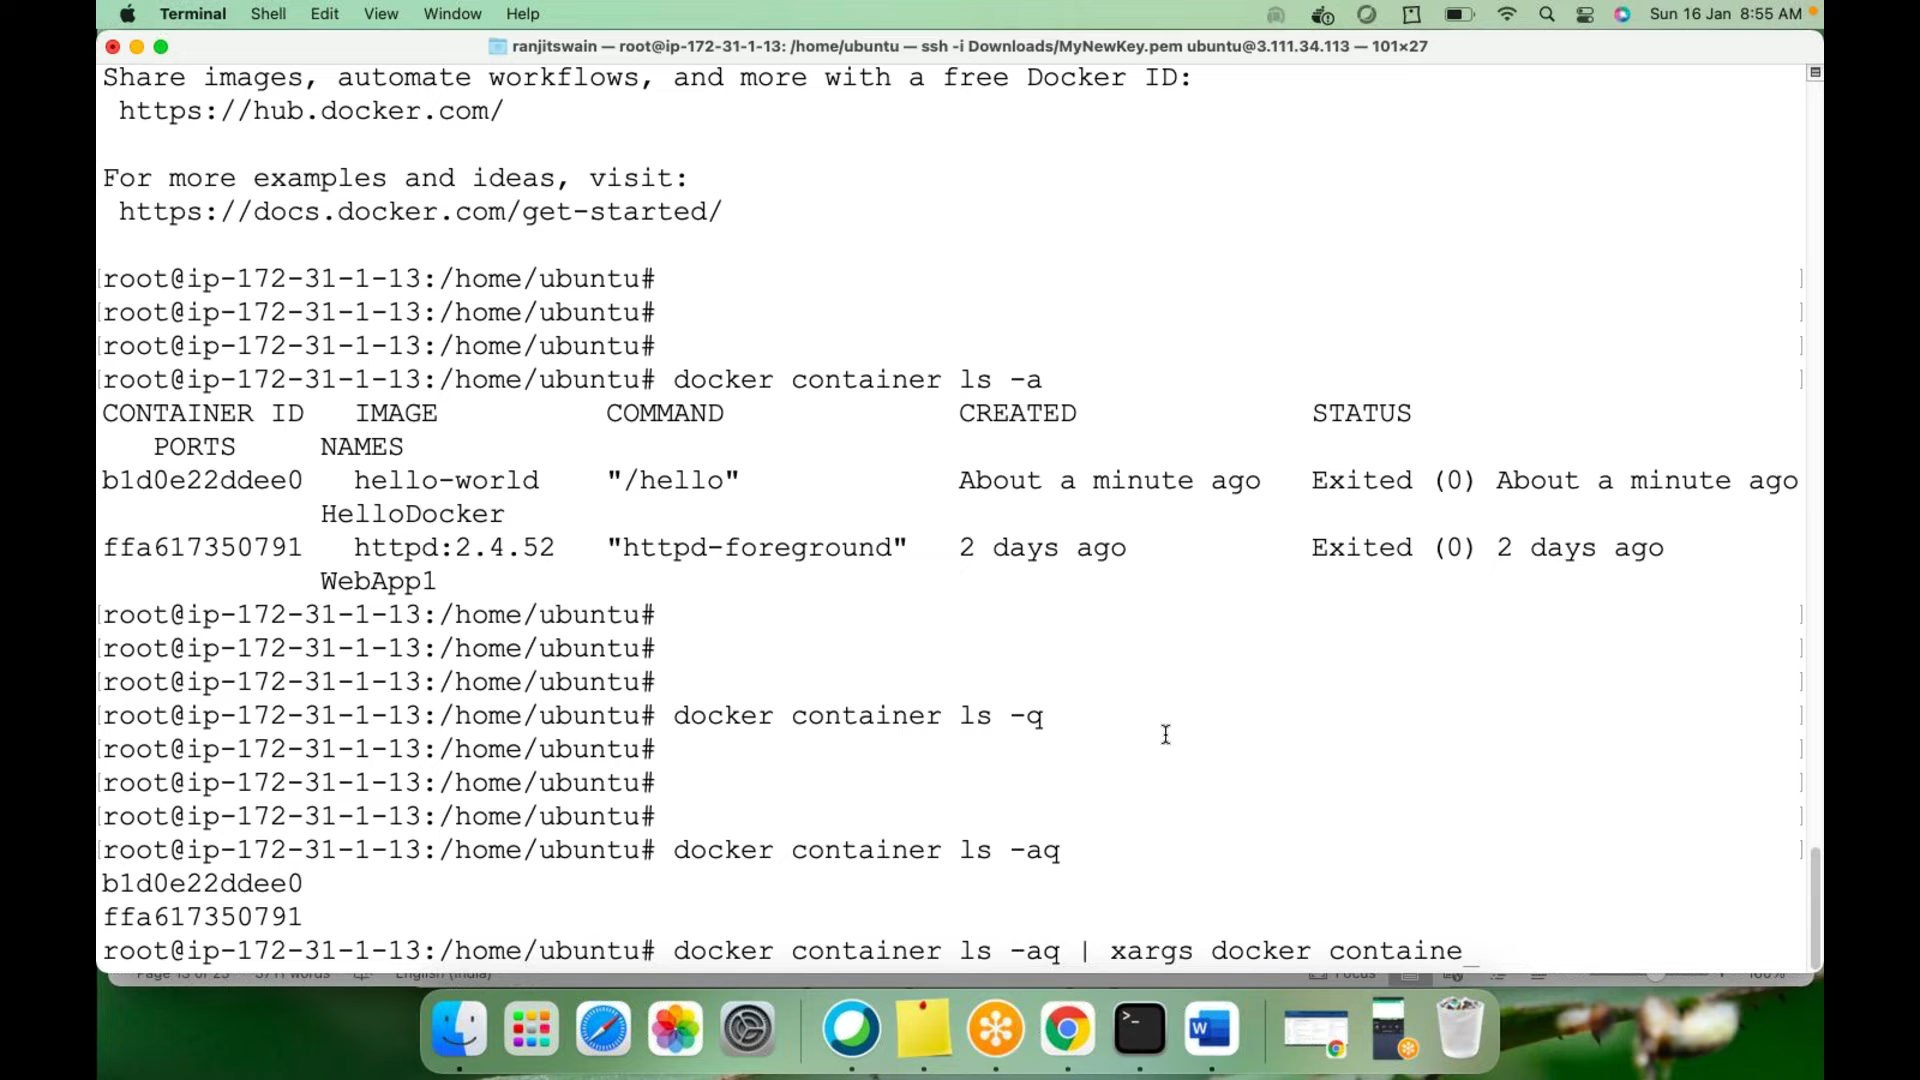 Terminal Shell Edit View Window Help Sun 16 Jan 8:55 AM
ranjitswain — root@ip-172-31-1-13: /home/ubuntu — ssh -i Downloads/MyNewKey.pem ubuntu@3.111.34.113 — 101×27
Share images, automate workflows, and more with a free Docker ID:
https://hub.docker.com/
For more examples and ideas, visit:
https://docs.docker.com/get-started/
[root@ip-172-31-1-13:/home/ubuntu# ]
[root@ip-172-31-1-13:/home/ubuntu# ]
[root@ip-172-31-1-13:/home/ubuntu# ]
[root@ip-172-31-1-13:/home/ubuntu# docker container ls -a ]
CONTAINER ID IMAGE COMMAND CREATED STATUS
PORTS NAMES
b1d0e22ddee0 hello-world "/hello" About a minute ago Exited (0) About a minute ago
HelloDocker
ffa617350791 httpd:2.4.52 "httpd-foreground" 2 days ago Exited (0) 2 days ago
WebApp1
[root@ip-172-31-1-13:/home/ubuntu# ]
[root@ip-172-31-1-13:/home/ubuntu# ]
[root@ip-172-31-1-13:/home/ubuntu# ]
[root@ip-172-31-1-13:/home/ubuntu# docker container ls -q ]
[root@ip-172-31-1-13:/home/ubuntu# ]
[root@ip-172-31-1-13:/home/ubuntu# ]
[root@ip-172-31-1-13:/home/ubuntu# ]
[root@ip-172-31-1-13:/home/ubuntu# docker container ls -aq ]
b1d0e22ddee0
ffa617350791
root@ip-172-31-1-13:/home/ubuntu# docker container ls -aq | xargs docker containe_
English (India) Focus
W